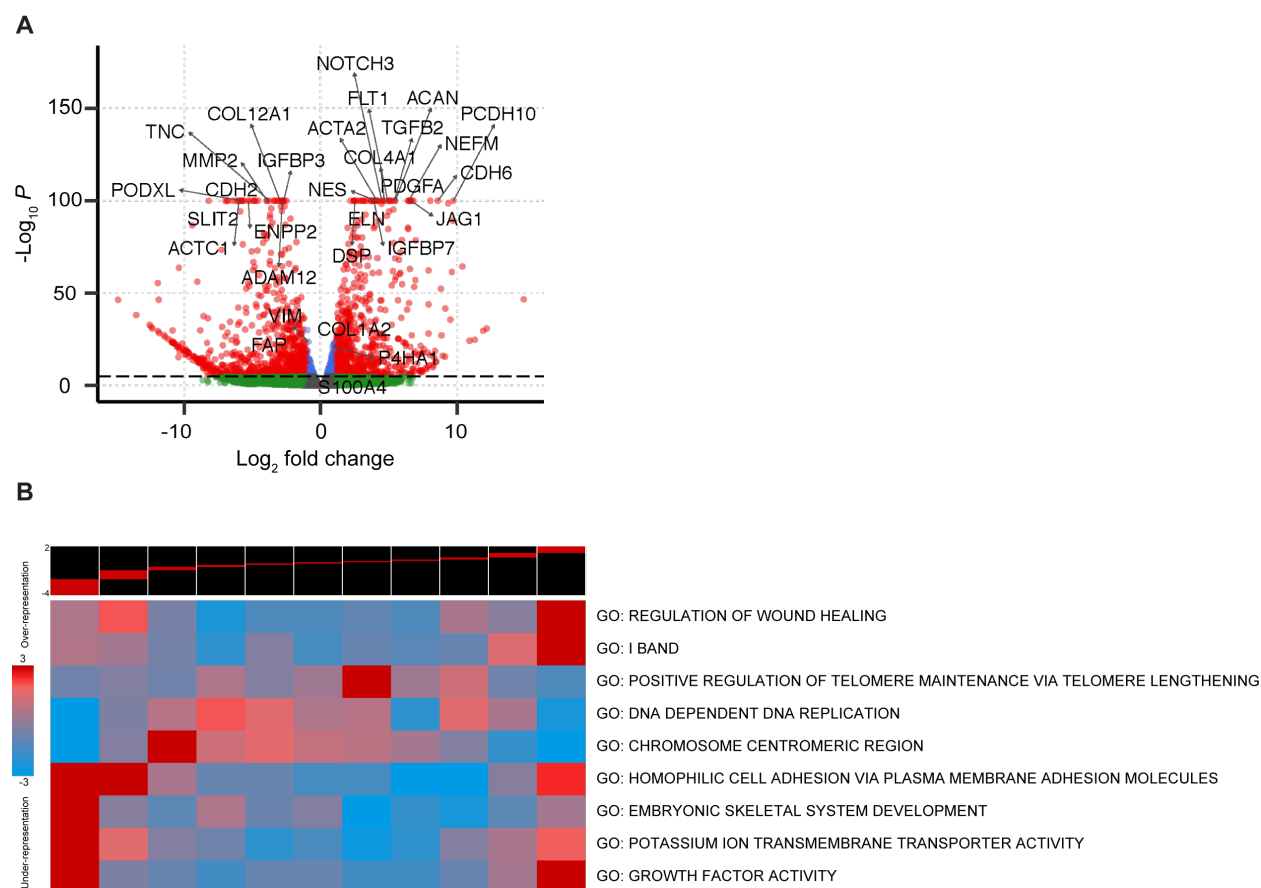 A
NOTCH3
FLT1 ACAN
COL12A1 PCDH10
150
TNC ACTA2 TGFB2
NEFM
MMP2 IGFBP3 COL4A1
CDH6
PODXL CDH2 NES PDGFA
100
SLIT2 ELN JAG1
ENPP2
ACTC1 DSP IGFBP7
ADAM12
50
VIM
COL1A2
FAP P4HA1
0 S100A4
-Log10 P
-10 0 10
Log2 fold change
B
2
-4
Over-representation
3
-3
Under-representation
GO: REGULATION OF WOUND HEALING
GO: I BAND
GO: POSITIVE REGULATION OF TELOMERE MAINTENANCE VIA TELOMERE LENGTHENING
GO: DNA DEPENDENT DNA REPLICATION
GO: CHROMOSOME CENTROMERIC REGION
GO: HOMOPHILIC CELL ADHESION VIA PLASMA MEMBRANE ADHESION MOLECULES
GO: EMBRYONIC SKELETAL SYSTEM DEVELOPMENT
GO: POTASSIUM ION TRANSMEMBRANE TRANSPORTER ACTIVITY
GO: GROWTH FACTOR ACTIVITY